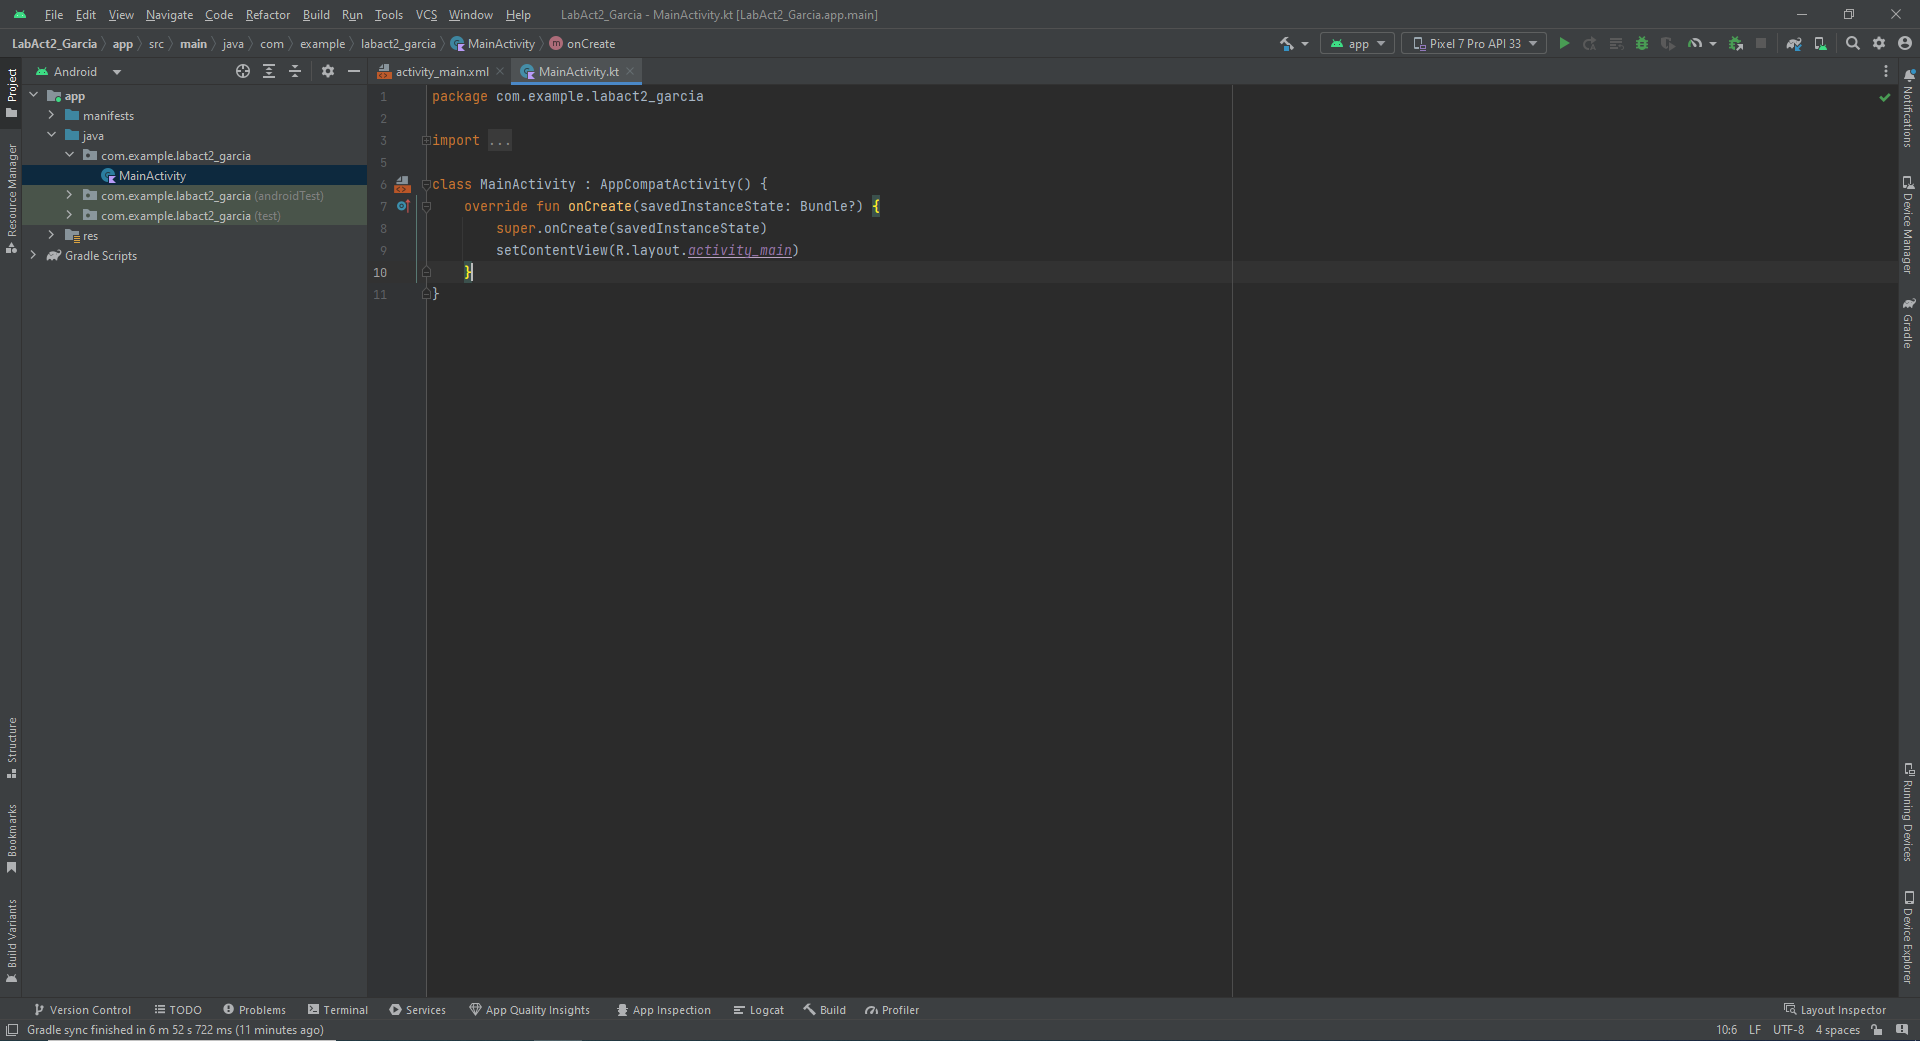 File Edit View Navigate Code Refactor Build Run Tools VCS Window Help LabAct2_Garcia - MainActivity.kt [LabAct2_Garcia.app.main]
LabAct2_Garcia app src main java com example labact2_garcia MainActivity onCreate app Pixel 7 Pro API 33
Android
activity_main.xml MainActivity.kt
app
manifests
java
com.example.labact2_garcia
MainActivity
com.example.labact2_garcia (androidTest)
com.example.labact2_garcia (test)
res
Gradle Scripts
1 package com.example.labact2_garcia
2
3 import ...
5
6 class MainActivity : AppCompatActivity() {
7 override fun onCreate(savedInstanceState: Bundle?) {
8 super.onCreate(savedInstanceState)
9 setContentView(R.layout.activity_main)
10 }
11 }
Project
Resource Manager
Structure
Bookmarks
Build Variants
Notifications
Device Manager
Gradle
Running Devices
Device Explorer
Version Control TODO Problems Terminal Services App Quality Insights App Inspection Logcat Build Profiler Layout Inspector
Gradle sync finished in 6 m 52 s 722 ms (11 minutes ago) 10:6 LF UTF-8 4 spaces